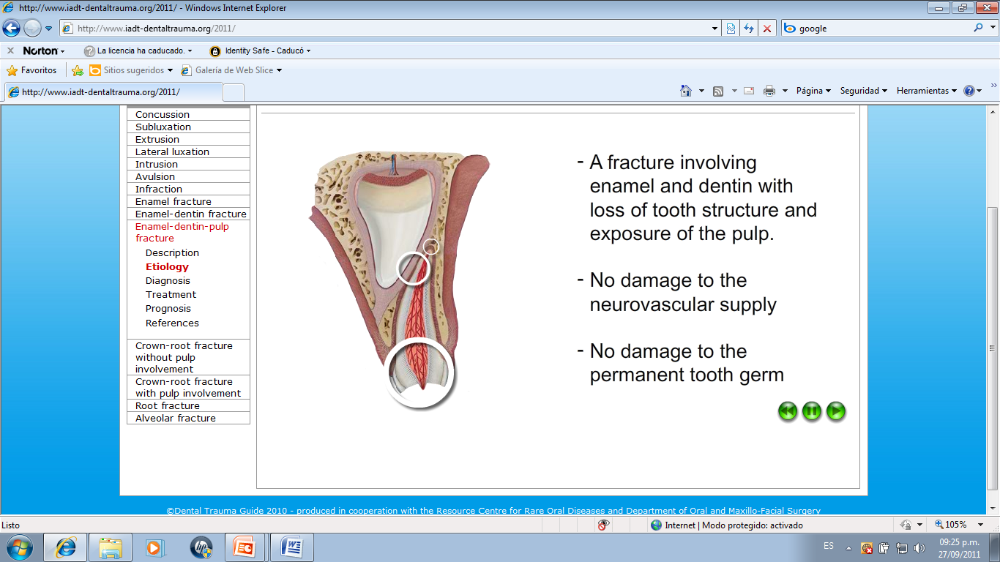 http://www.iadt-dentaltrauma.org/2011/ - Windows Internet Explorer
http://www.iadt-dentaltrauma.org/2011/
google
x Norton
La licencia ha caducado.
Identity Safe - Caducó
Favoritos
Sitios sugeridos
Galería de Web Slice
http://www.iadt-dentaltrauma.org/2011/
Página
Seguridad
Herramientas
Concussion
Subluxation
Extrusion
Lateral luxation
Intrusion
Avulsion
Infraction
Enamel fracture
Enamel-dentin fracture
Enamel-dentin-pulp
fracture
Description
Etiology
Diagnosis
Treatment
Prognosis
References
Crown-root fracture
without pulp
involvement
Crown-root fracture
with pulp involvement
Root fracture
Alveolar fracture
- A fracture involving
enamel and dentin with
loss of tooth structure and
exposure of the pulp.
- No damage to the
neurovascular supply
- No damage to the
permanent tooth germ
©Dental Trauma Guide 2010 - produced in cooperation with the Resource Centre for Rare Oral Diseases and Department of Oral and Maxillo-Facial Surgery
Listo
Internet | Modo protegido: activado
105%
ES
09:25 p.m.
27/09/2011